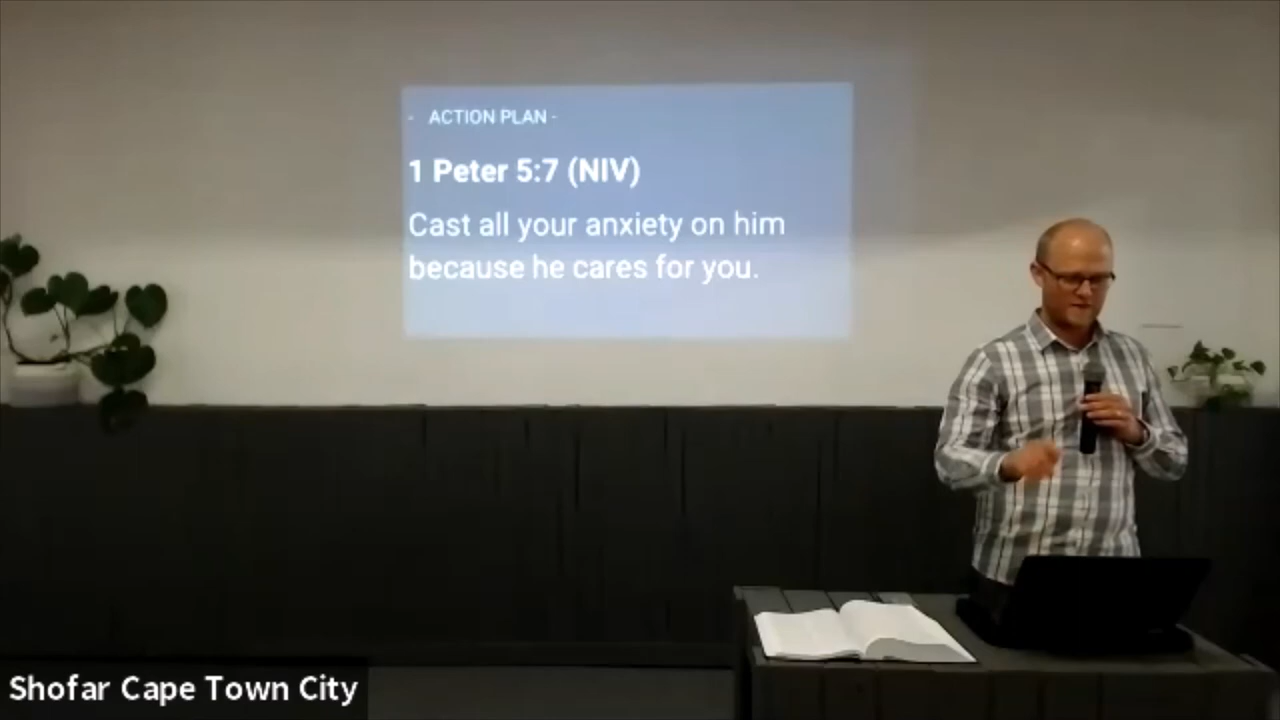 - ACTION PLAN -
1 Peter 5:7 (NIV)
Cast all your anxiety on him
because he cares for you.
Shofar Cape Town City